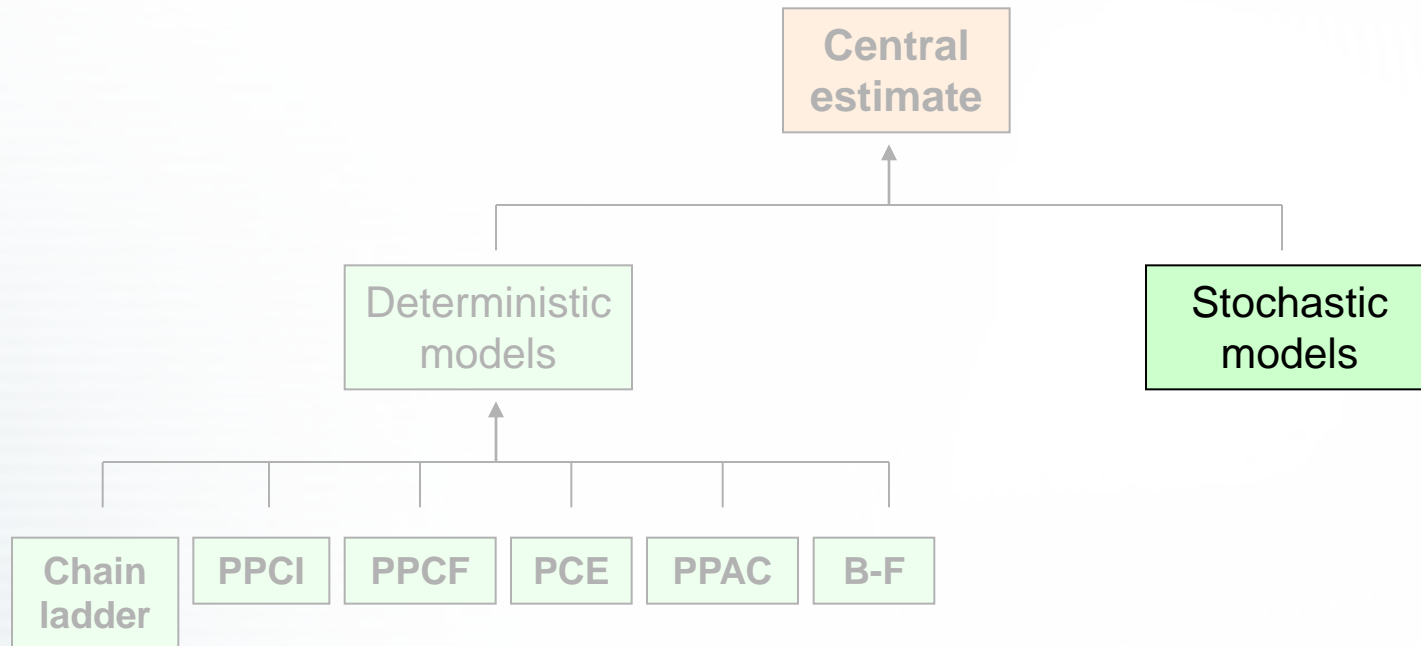 Central
estimate
Deterministic
models
Stochastic
models
Chain
ladder
PPCI
PPCF
PCE
PPAC
B-F